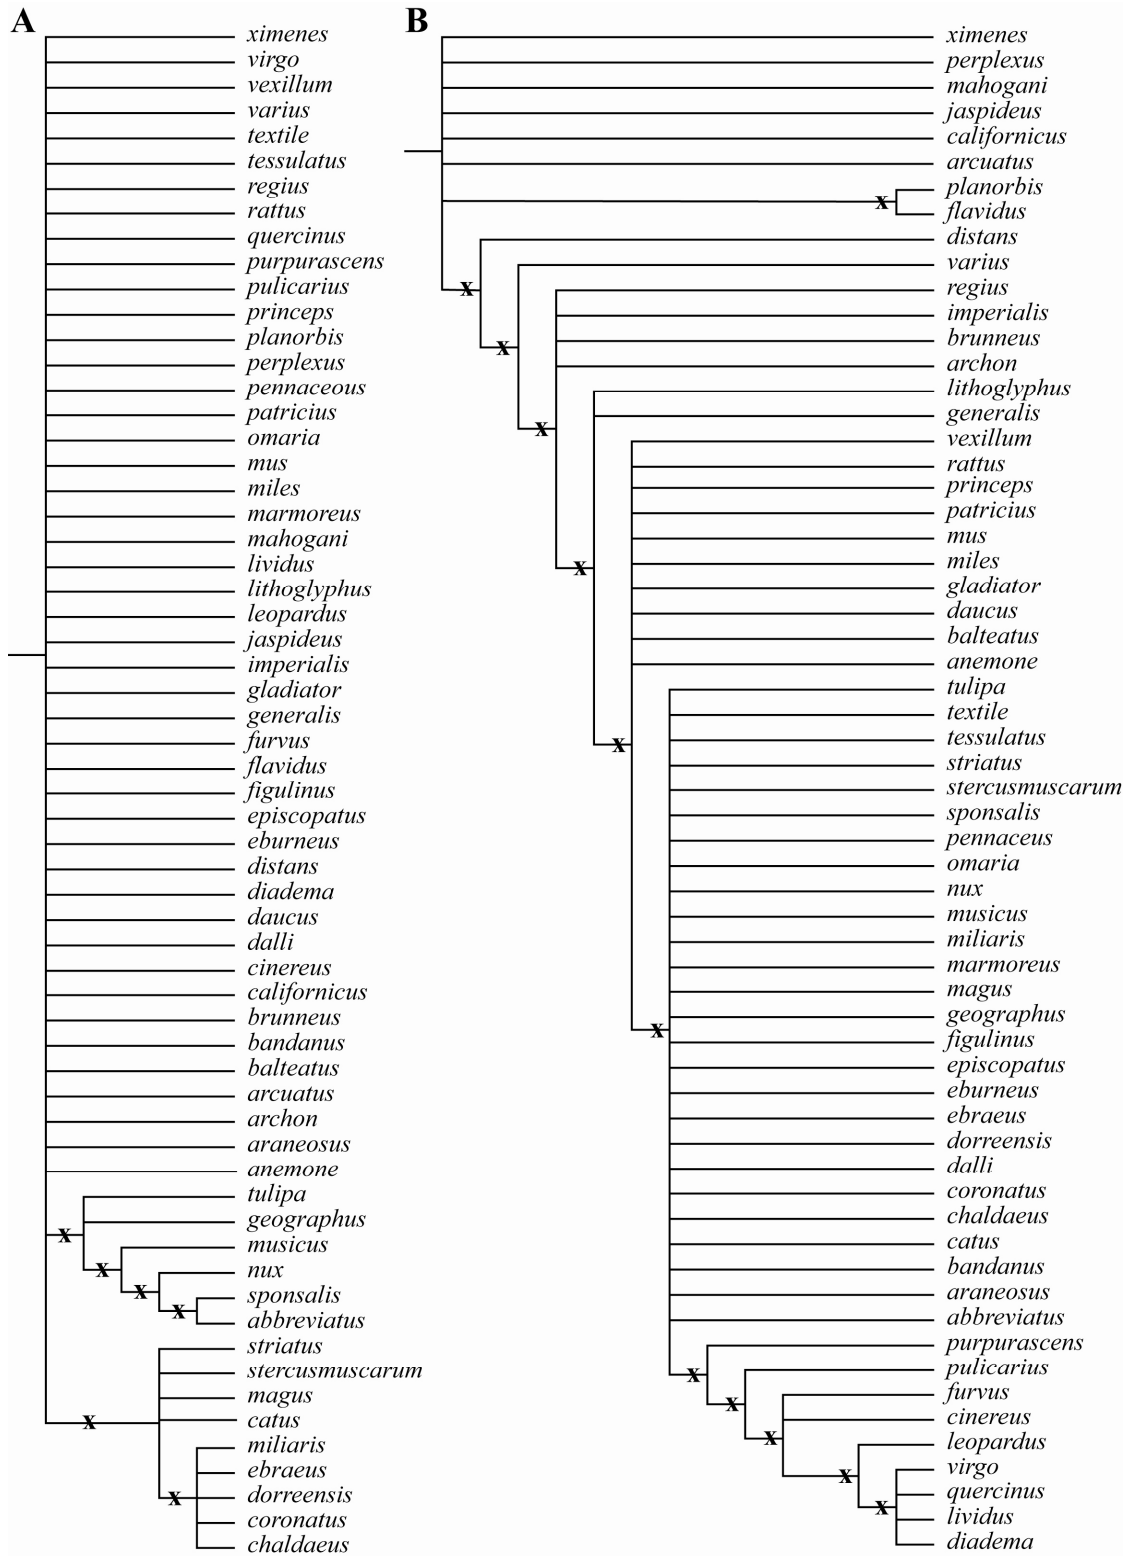 A
ximenes
virgo
vexillum
varius
textile
tessulatus
regius
rattus
quercinus
purpurascens
pulicarius
princeps
planorbis
perplexus
pennaceous
patricius
omaria
mus
miles
marmoreus
mahogani
lividus
lithoglyphus
leopardus
jaspideus
imperialis
gladiator
generalis
furvus
flavidus
figulinus
episcopatus
eburneus
distans
diadema
daucus
dalli
cinereus
californicus
brunneus
bandanus
balteatus
arcuatus
archon
araneosus
anemone
tulipa
x
geographus
musicus
x
nux
x
sponsalis
x
abbreviatus
striatus
stercusmuscarum
magus
catus
x
miliaris
ebraeus
dorreensis
x
coronatus
chaldaeus
B
ximenes
perplexus
mahogani
jaspideus
californicus
arcuatus
planorbis
x
flavidus
distans
varius
regius
x
imperialis
brunneus
x
archon
lithoglyphus
generalis
x
vexillum
rattus
princeps
patricius
mus
miles
x
gladiator
daucus
balteatus
anemone
tulipa
textile
tessulatus
x
striatus
stercusmuscarum
sponsalis
pennaceus
omaria
nux
musicus
miliaris
marmoreus
magus
geographus
x
figulinus
episcopatus
eburneus
ebraeus
dorreensis
dalli
coronatus
chaldaeus
catus
bandanus
araneosus
abbreviatus
purpurascens
pulicarius
x
furvus
x
cinereus
x
leopardus
virgo
x
quercinus
x
lividus
diadema